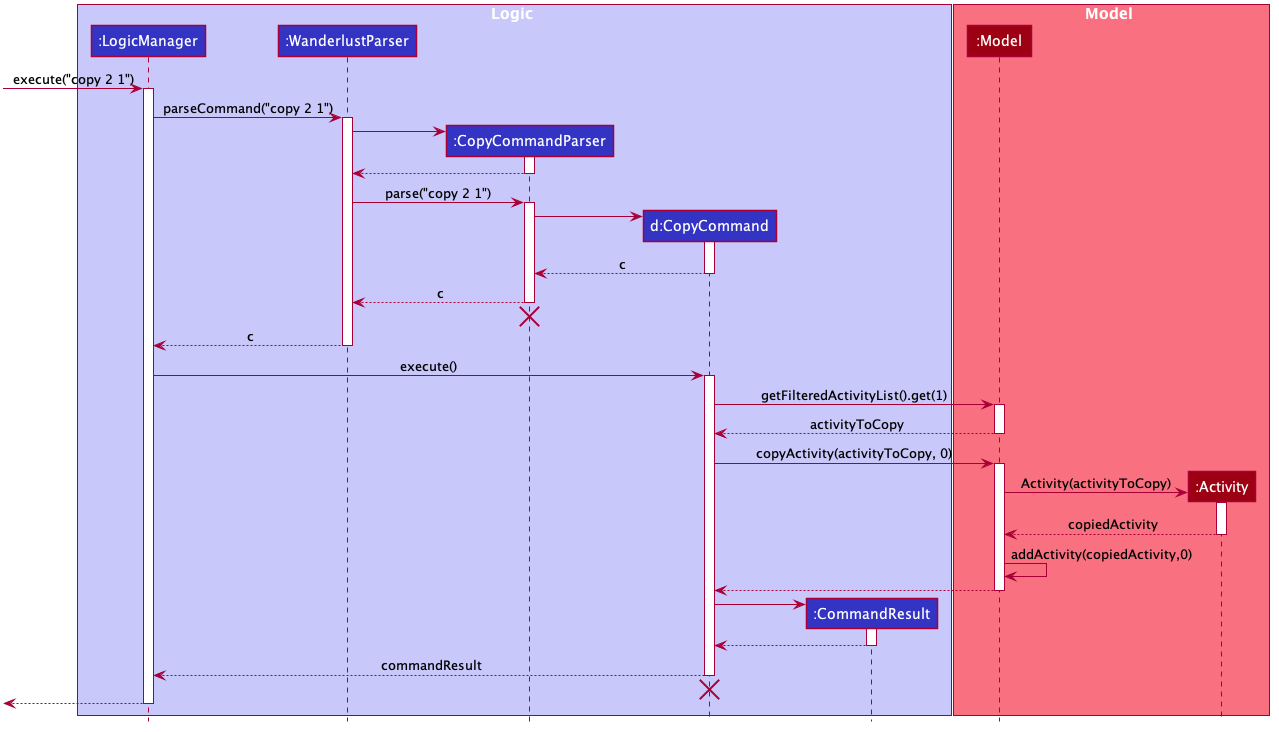 Logic
Model
:LogicManager
:WanderlustParser
:Model
execute("copy 2 1")
parseCommand("copy 2 1")
:CopyCommandParser
parse("copy 2 1")
d:CopyCommand
c
c
c
execute()
getFilteredActivityList().get(1)
activityToCopy
copyActivity(activityToCopy, 0)
Activity(activityToCopy)
:Activity
copiedActivity
addActivity(copiedActivity,0)
:CommandResult
commandResult